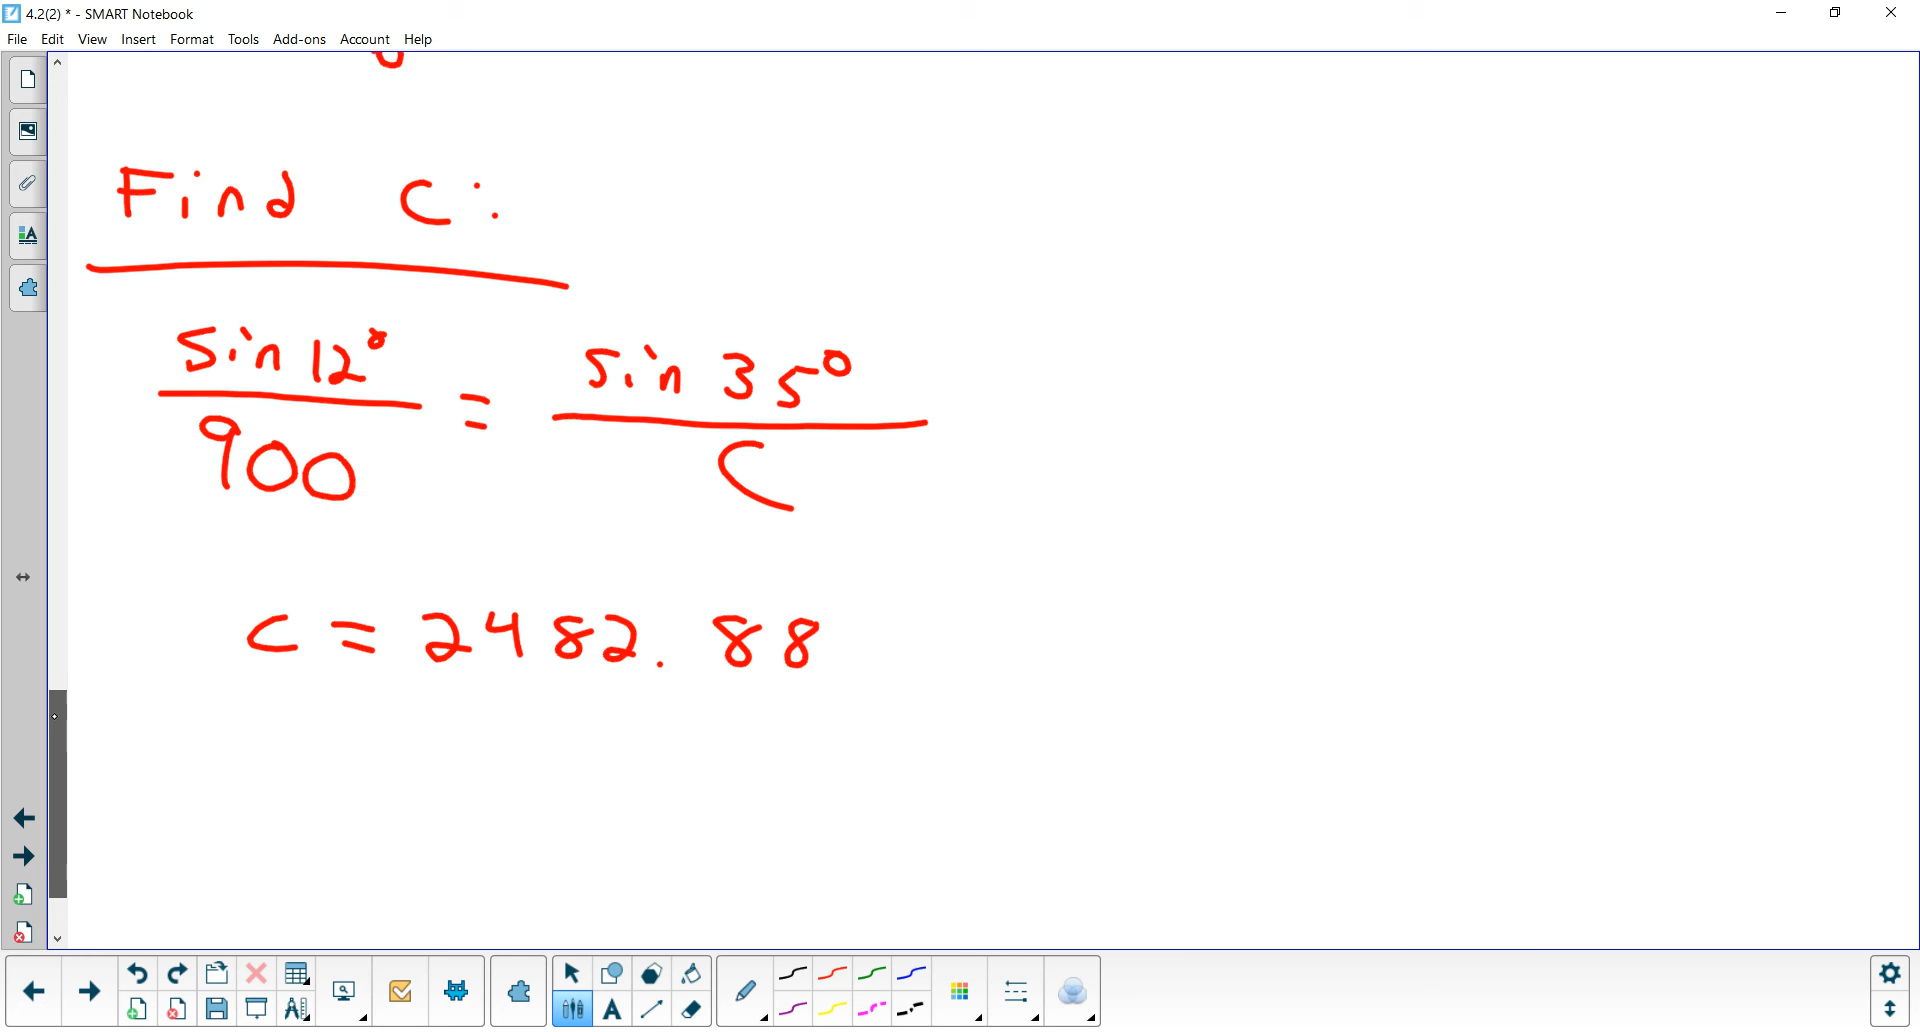 4.2(2) * - SMART Notebook
File Edit View Insert Format Tools Add-ons Account Help
Find c:
sin 12° / 900 = sin 35° / c
c = 2482.88